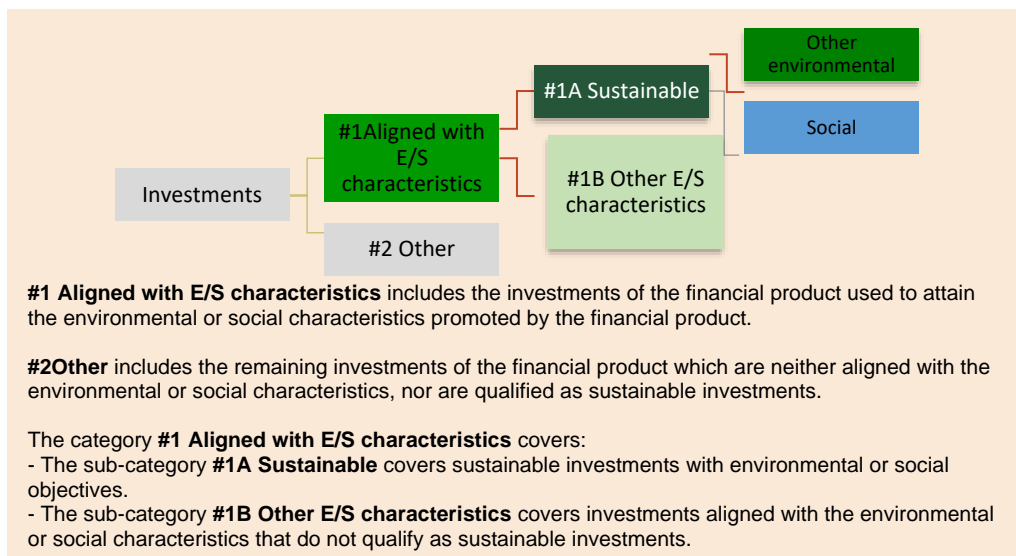 Other
environmental
#1A Sustainable
Social
#1Aligned with
E/S
characteristics
#1B Other E/S
characteristics
Investments
#2 Other
#1 Aligned with E/S characteristics includes the investments of the financial product used to attain
the environmental or social characteristics promoted by the financial product.
#2Other includes the remaining investments of the financial product which are neither aligned with the
environmental or social characteristics, nor are qualified as sustainable investments.
The category #1 Aligned with E/S characteristics covers:
- The sub-category #1A Sustainable covers sustainable investments with environmental or social
objectives.
- The sub-category #1B Other E/S characteristics covers investments aligned with the environmental
or social characteristics that do not qualify as sustainable investments.